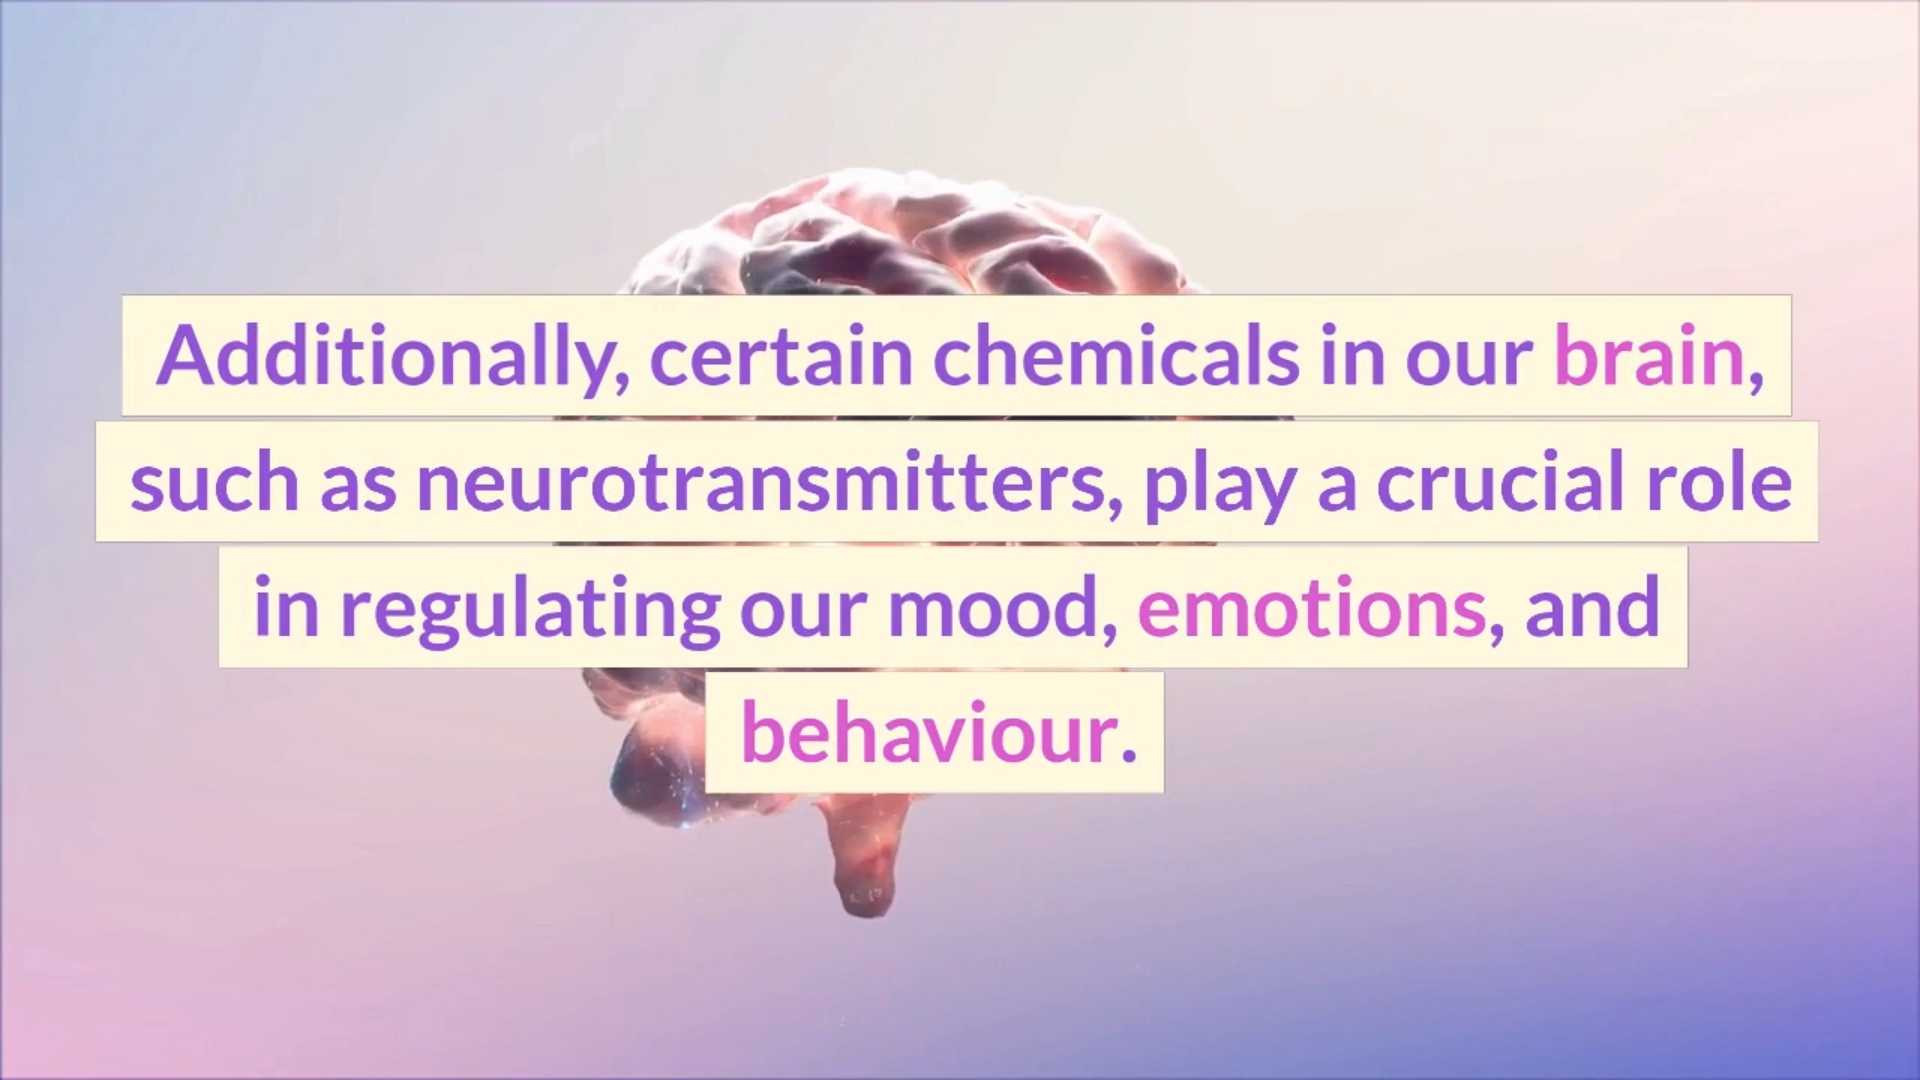 Additionally, certain chemicals in our brain,
such as neurotransmitters, play a crucial role
in regulating our mood, emotions, and
behaviour.